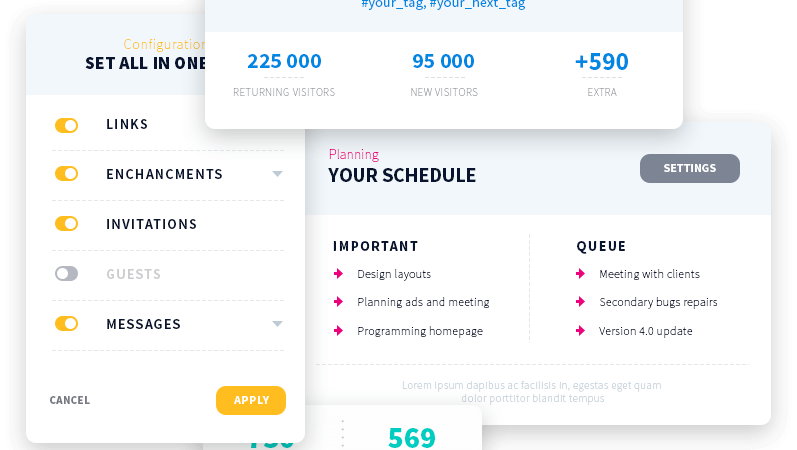 #your_tag, #your_next_tag
225 000
95 000
+590
RETURNING VISITORS
NEW VISITORS
EXTRA
Configuration
SET ALL IN ONE
LINKS
ENCHANCMENTS
INVITATIONS
GUESTS
MESSAGES
CANCEL
APPLY
Planning
YOUR SCHEDULE
SETTINGS
IMPORTANT
Design layouts
Planning ads and meeting
Programming homepage
QUEUE
Meeting with clients
Secondary bugs repairs
Version 4.0 update
Lorem ipsum dapibus ac facilisis in, egestas eget quam
dolor porttitor blandit tempus
569